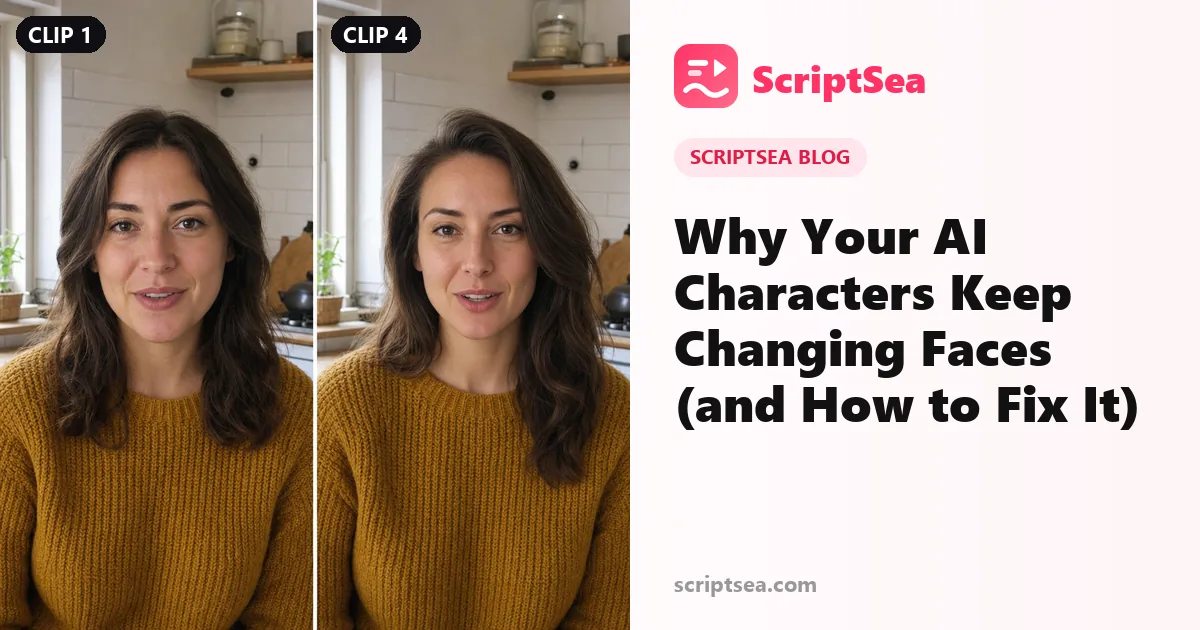 CLIP 1
CLIP 4
ScriptSea
SCRIPTSEA BLOG
Why Your AI
Characters Keep
Changing Faces
(and How to Fix It)
scriptsea.com